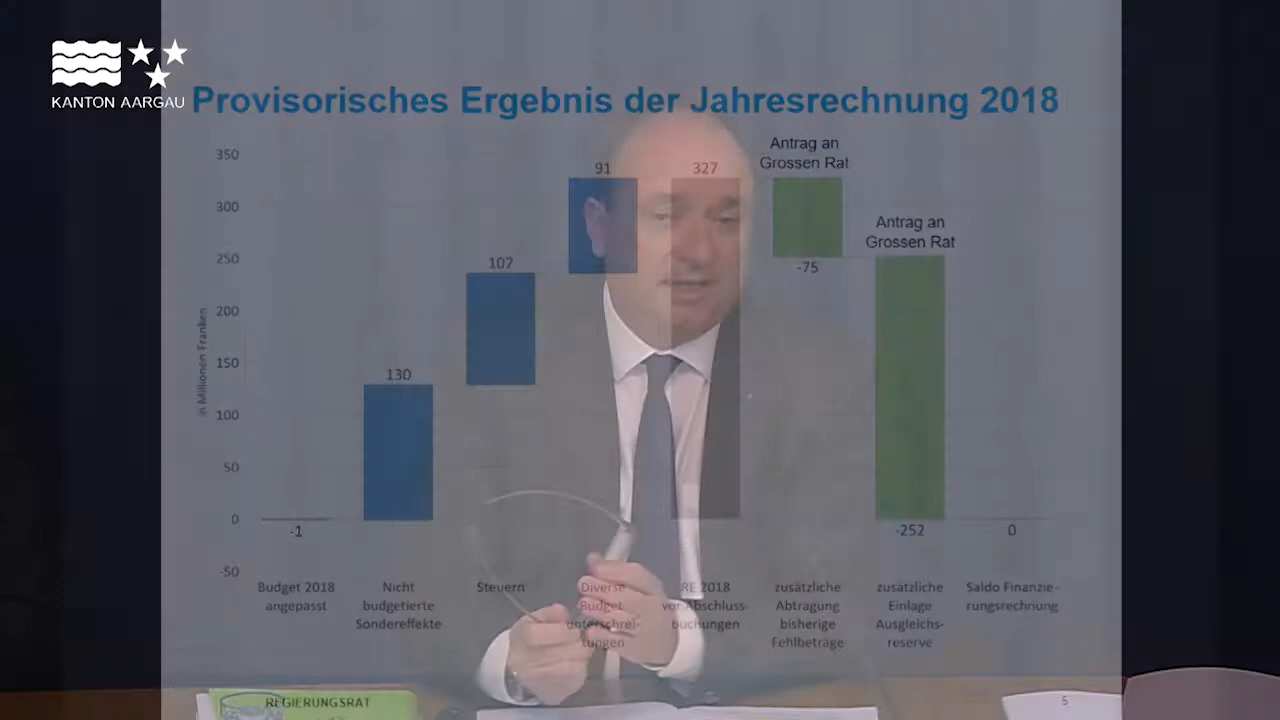 KANTON AARGAU
Provisorisches Ergebnis der Jahresrechnung 2018
in Millionen Franken
350
300
250
200
150
100
50
0
-50
-1
130
107
91
327
Antrag an
Grossen Rat
-75
Antrag an
Grossen Rat
-252
0
Budget 2018
angepasst
Nicht
budgetierte
Sondereffekte
Steuern
Diverse
Budget-
unterschrei-
tungen
RE 2018
vor Abschluss-
buchungen
zusätzliche
Abtragung
bisherige
Fehlbeträge
zusätzliche
Einlage
Ausgleichs-
reserve
Saldo Finanzie-
rungsrechnung
REGIERUNGSRAT
5